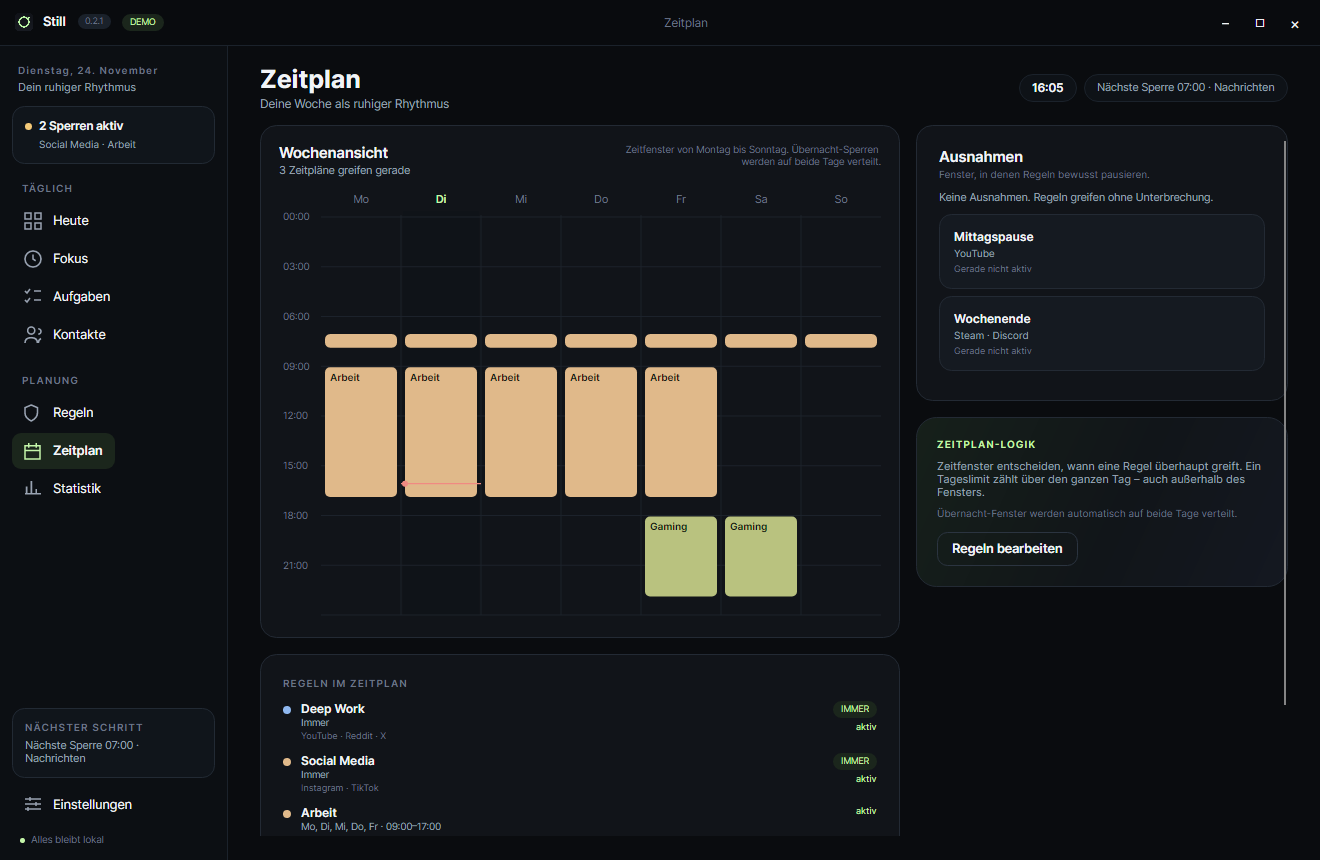 Still 0.2.1 DEMO
Zeitplan
Dienstag, 24. November
Dein ruhiger Rhythmus
2 Sperren aktiv
Social Media · Arbeit
TÄGLICH
Heute
Fokus
Aufgaben
Kontakte
PLANUNG
Regeln
Zeitplan
Statistik
NÄCHSTER SCHRITT
Nächste Sperre 07:00 ·
Nachrichten
Einstellungen
Alles bleibt lokal
Zeitplan
Deine Woche als ruhiger Rhythmus
16:05
Nächste Sperre 07:00 · Nachrichten
Wochenansicht
3 Zeitpläne greifen gerade
Zeitfenster von Montag bis Sonntag. Übernacht-Sperren
werden auf beide Tage verteilt.
Mo Di Mi Do Fr Sa So
00:00
03:00
06:00
09:00
Arbeit Arbeit Arbeit Arbeit Arbeit
12:00
15:00
18:00
Gaming Gaming
21:00
REGELN IM ZEITPLAN
Deep Work IMMER
Immer aktiv
YouTube · Reddit · X
Social Media IMMER
Immer aktiv
Instagram · TikTok
Arbeit aktiv
Mo, Di, Mi, Do, Fr · 09:00–17:00
Ausnahmen
Fenster, in denen Regeln bewusst pausieren.
Keine Ausnahmen. Regeln greifen ohne Unterbrechung.
Mittagspause
YouTube
Gerade nicht aktiv
Wochenende
Steam · Discord
Gerade nicht aktiv
ZEITPLAN-LOGIK
Zeitfenster entscheiden, wann eine Regel überhaupt greift. Ein
Tageslimit zählt über den ganzen Tag – auch außerhalb des
Fensters.
Übernacht-Fenster werden automatisch auf beide Tage verteilt.
Regeln bearbeiten